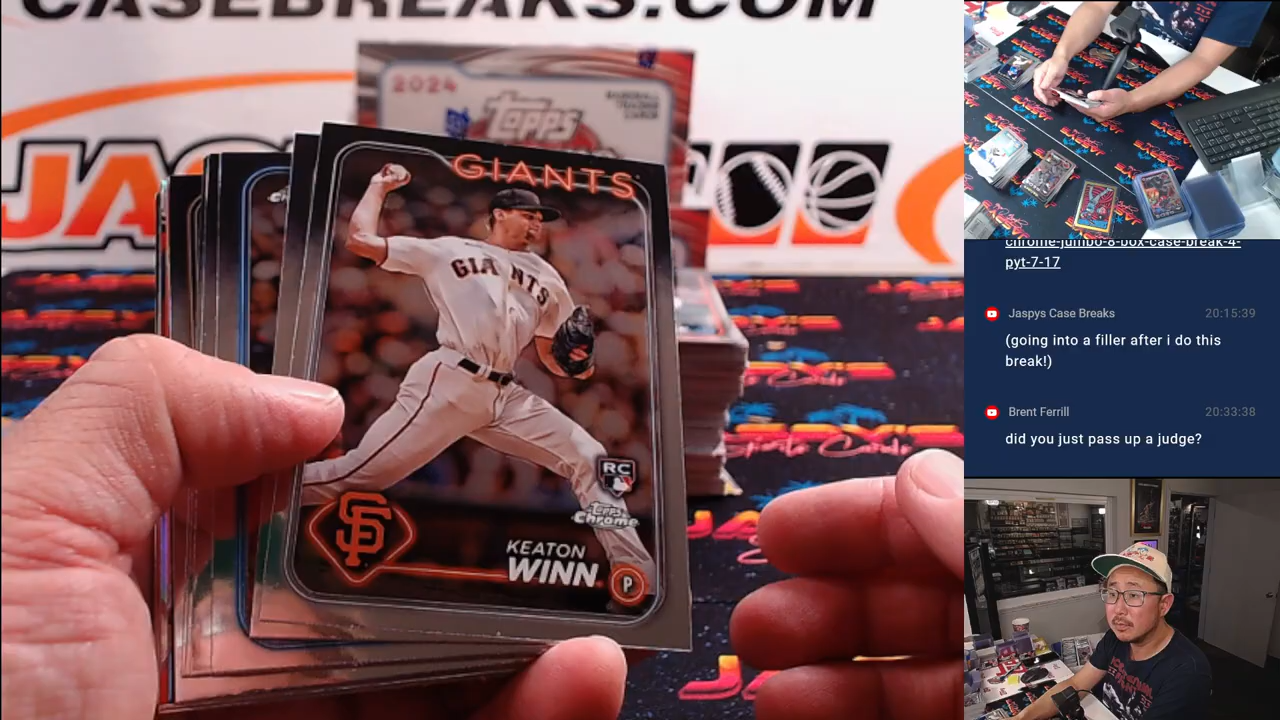 CASEBREAKS.COM
2024
Topps
BASEBALL
TRADING
CARDS
JAS
GIANTS
GIANTS
RC
Topps
Chrome
SF
KEATON
WINN
P
chrome-jumbo-8-box-case-break-4-
pyt-7-17
Jaspys Case Breaks 20:15:39
(going into a filler after i do this
break!)
Brent Ferrill 20:33:38
did you just pass up a judge?